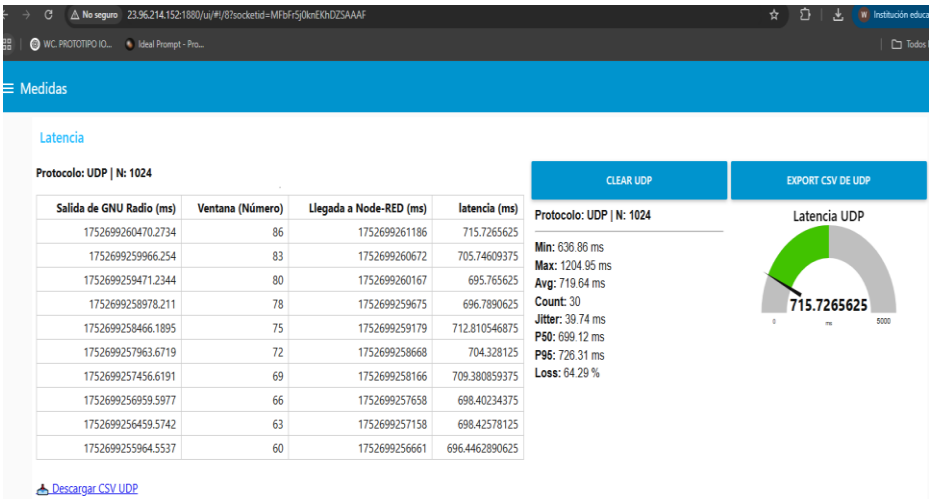 No seguro 23.96.214.152:1880/ui/#!/8?socketid=MFbFr5j0knEKhDZSAAAF
W Institución educa
WC. PROTOTIPO IO... Ideal Prompt - Pro... Todos
Medidas
Latencia
Protocolo: UDP | N: 1024
Salida de GNU Radio (ms) Ventana (Número) Llegada a Node-RED (ms) latencia (ms)
1752699260470.2734 86 1752699261186 715.7265625
1752699259966.254 83 1752699260672 705.74609375
1752699259471.2344 80 1752699260167 695.765625
1752699258978.211 78 1752699259675 696.7890625
1752699258466.1895 75 1752699259179 712.810546875
1752699257963.6719 72 1752699258668 704.328125
1752699257456.6191 69 1752699258166 709.380859375
1752699256959.5977 66 1752699257658 698.40234375
1752699256459.5742 63 1752699257158 698.42578125
1752699255964.5537 60 1752699256661 696.4462890625
Descargar CSV UDP
CLEAR UDP
EXPORT CSV DE UDP
Protocolo: UDP | N: 1024
Min: 636.86 ms
Max: 1204.95 ms
Avg: 719.64 ms
Count: 30
Jitter: 39.74 ms
P50: 699.12 ms
P95: 726.31 ms
Loss: 64.29 %
Latencia UDP
715.7265625
0 ms 5000